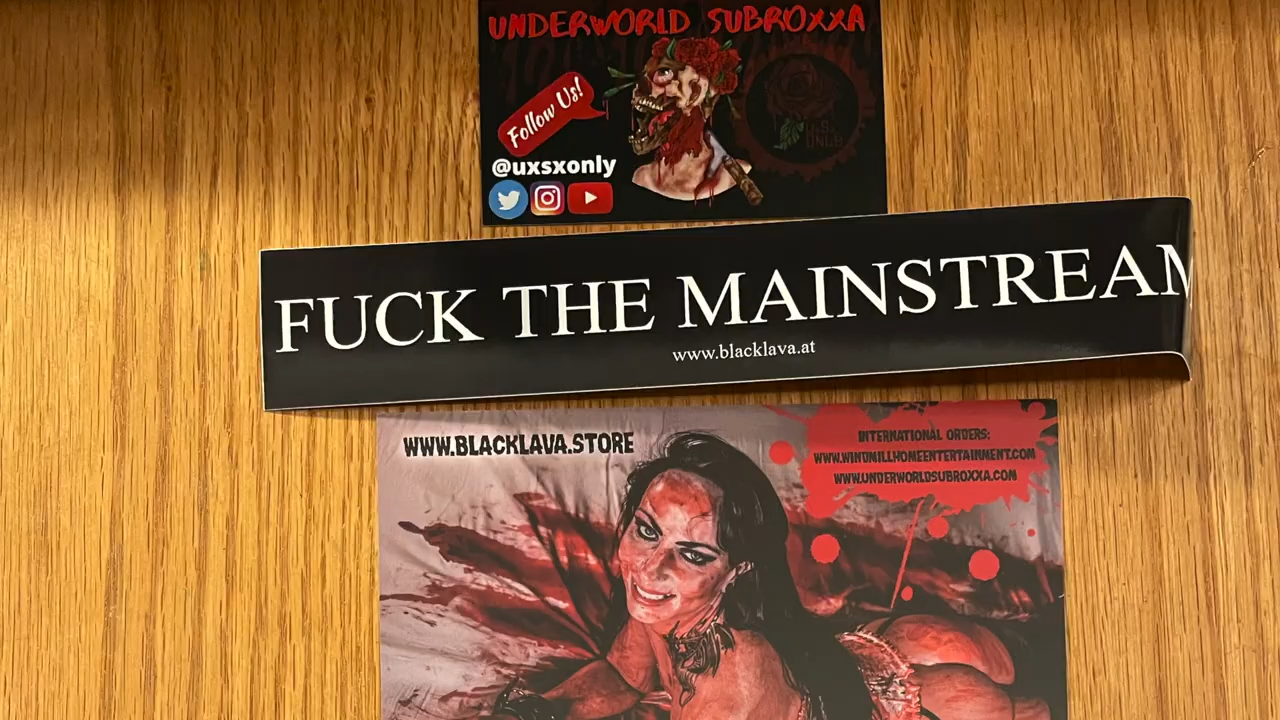 UNDERWORLD SUBROXXA
Follow Us!
@uxsxonly
FUCK THE MAINSTREAM
www.blacklava.at
WWW.BLACKLAVA.STORE
INTERNATIONAL ORDERS:
WWW.WINDMILLHOMEENTERTAINMENT.COM
WWW.UNDERWORLDSUBROXXA.COM